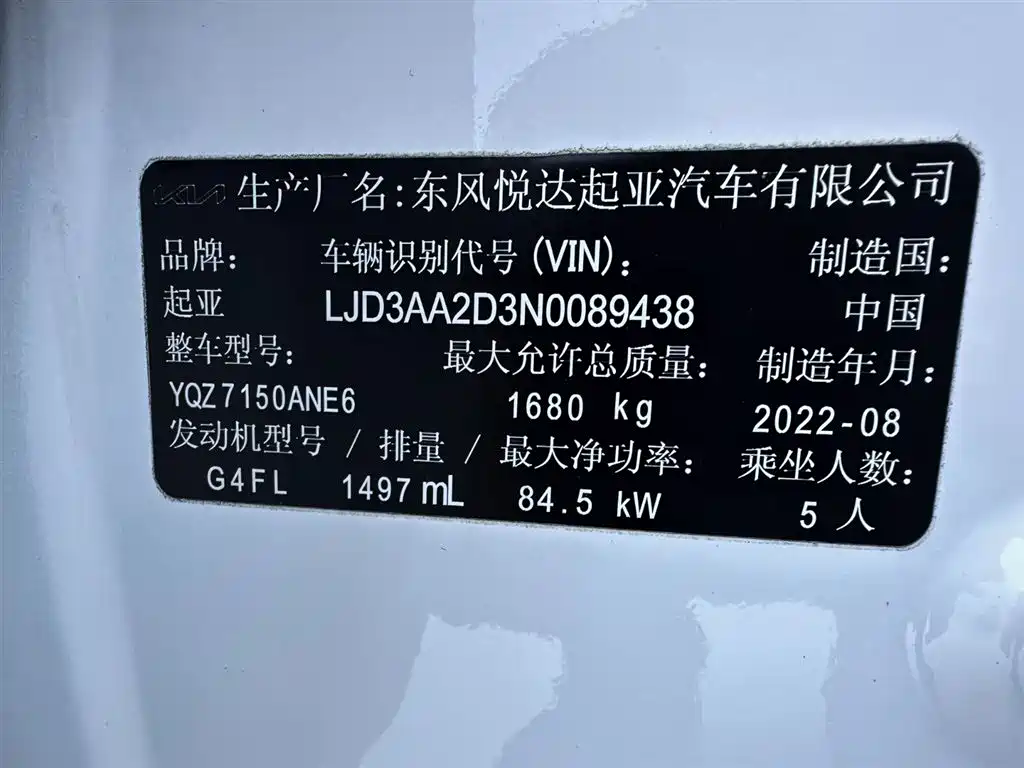 KIA 生产厂名:东风悦达起亚汽车有限公司
品牌: 车辆识别代号(VIN): 制造国:
起亚 LJD3AA2D3N0089438 中国
整车型号: 最大允许总质量: 制造年月:
YQZ7150ANE6 1680 kg 2022-08
发动机型号 / 排量 / 最大净功率: 乘坐人数:
G4FL 1497 mL 84.5 kW 5 人